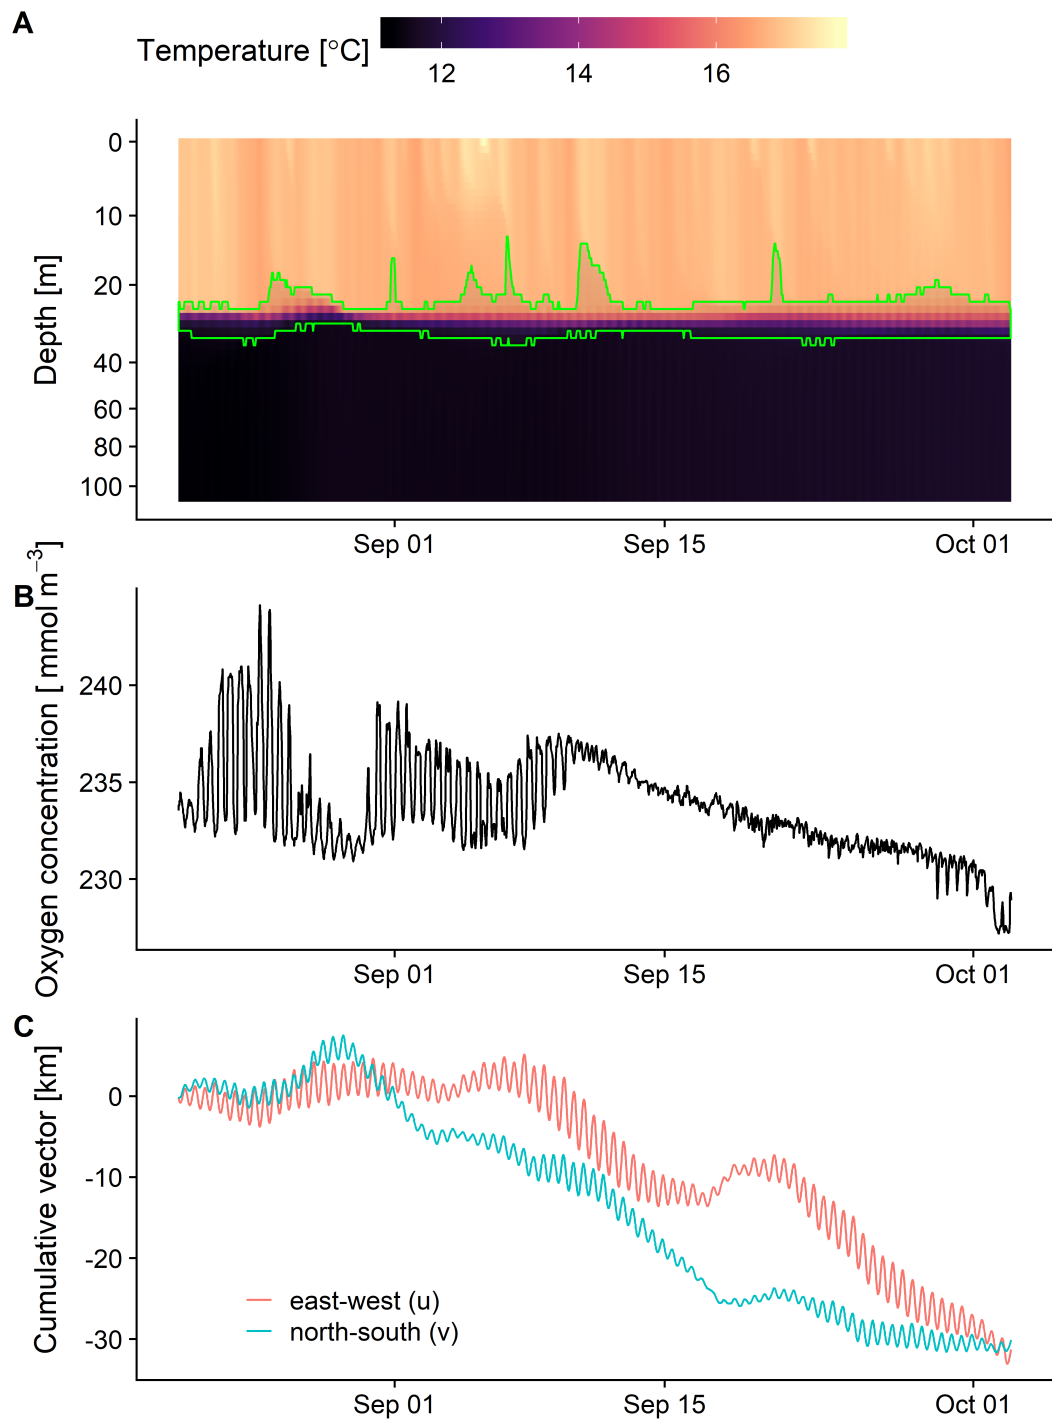 A
Temperature [°C]
12 14 16
Depth [m]
0
10
20
40
60
80
100
Sep 01 Sep 15 Oct 01
B
Oxygen concentration [ mmol m⁻³]
240
235
230
Sep 01 Sep 15 Oct 01
C
Cumulative vector [km]
0
-10
-20
-30
east-west (u)
north-south (v)
Sep 01 Sep 15 Oct 01